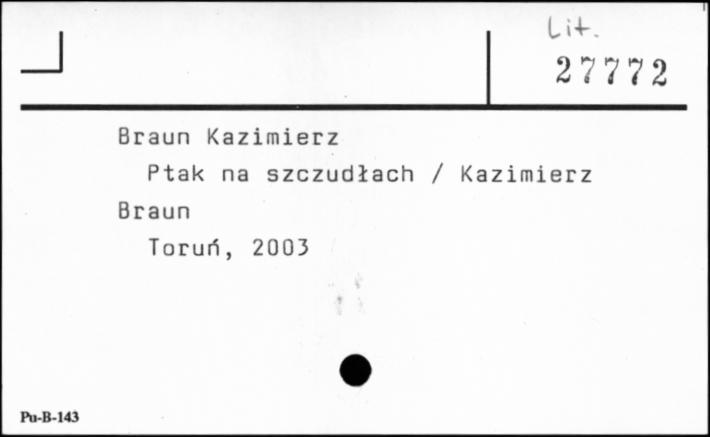 Lit.
27772
Braun Kazimierz
Ptak na szczudłach / Kazimierz
Braun
Toruń, 2003
Pu-B-143